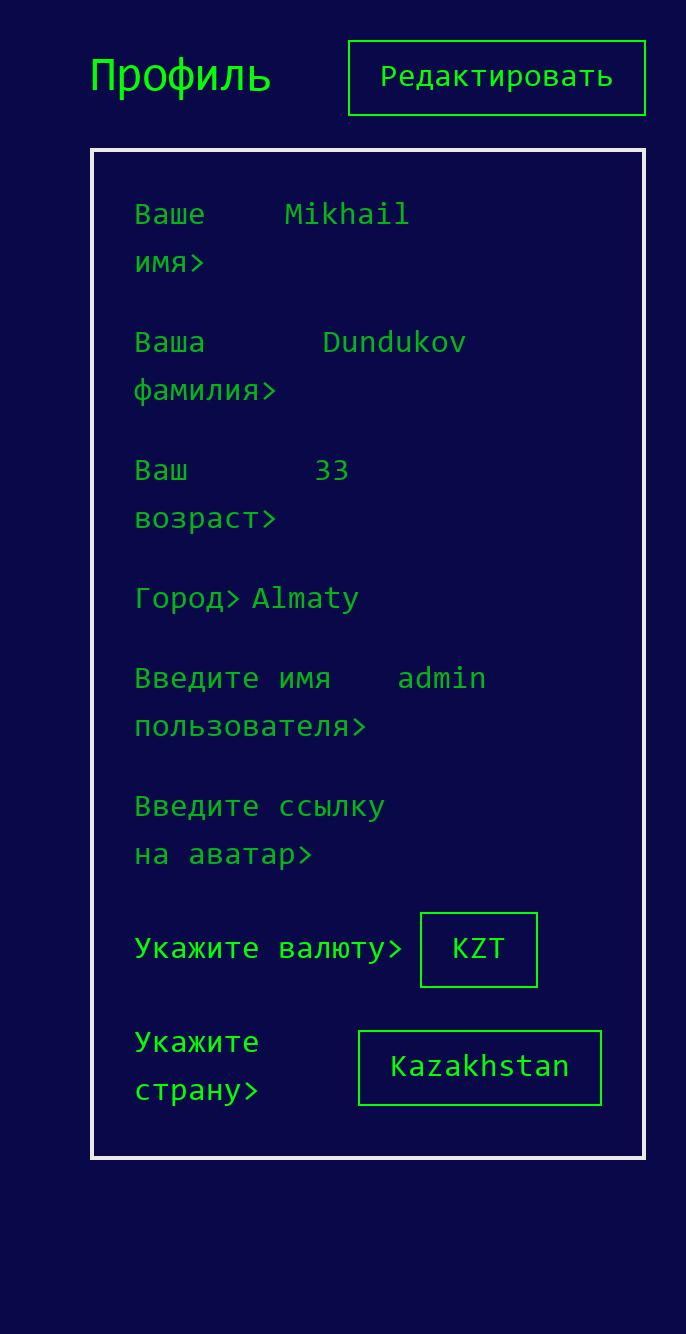 Профиль Редактировать
Ваше Mikhail
имя>
Ваша Dundukov
фамилия>
Ваш 33
возраст>
Город> Almaty
Введите имя admin
пользователя>
Введите ссылку
на аватар>
Укажите валюту> KZT
Укажите
страну> Kazakhstan